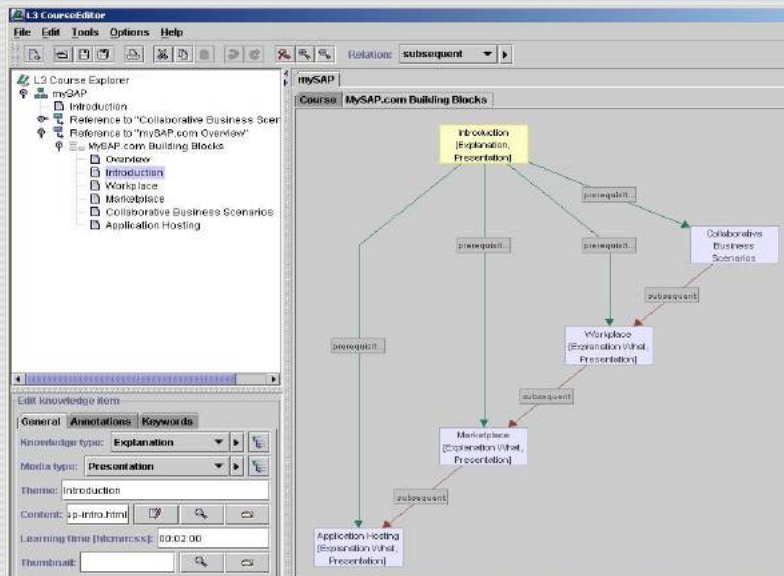 L3 CourseEditor
File Edit Tools Options Help
Relation: subsequent
L3 Course Explorer
mySAP
Introduction
Reference to "Collaborative Business Scen
Reference to "mySAP.com Overview"
MySAP.com Building Blocks
Overview
Introduction
Workplace
Marketplace
Collaborative Business Scenarios
Application Hosting
Edit knowledge item
General Annotations Keywords
Knowledge type: Explanation
Media type: Presentation
Theme: Introduction
Content: ap-intro.html
Learning time [hh:mm:ss]: 00:02:00
Thumbnail:
mySAP
Course MySAP.com Building Blocks
Introduction
[Explanation,
Presentation]
prerequisit...
Collaborative
Business
Scenarios
prerequisit...
prerequisit...
subsequent
Workplace
[Explanation What,
Presentation]
prerequisit...
subsequent
Marketplace
[Explanation What,
Presentation]
subsequent
Application Hosting
[Explanation What,
Presentation]